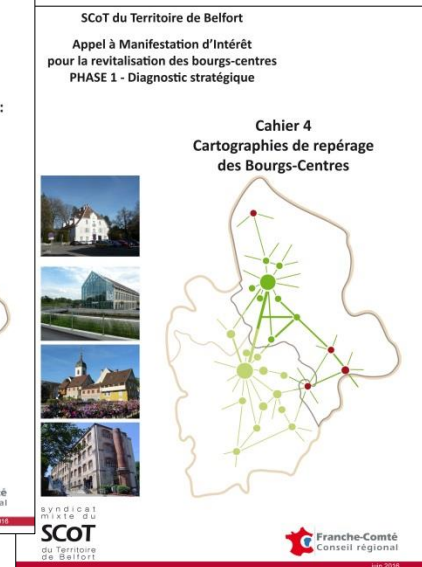 SCoT du Territoire de Belfort
Appel à Manifestation d’Intérêt
pour la revitalisation des bourgs-centres
PHASE 1 - Diagnostic stratégique
Cahier 4
Cartographies de repérage
des Bourgs-Centres
syndicat
mixte du
SCoT
du Territoire
de Belfort
Franche-Comté
Conseil régional
juin 2016